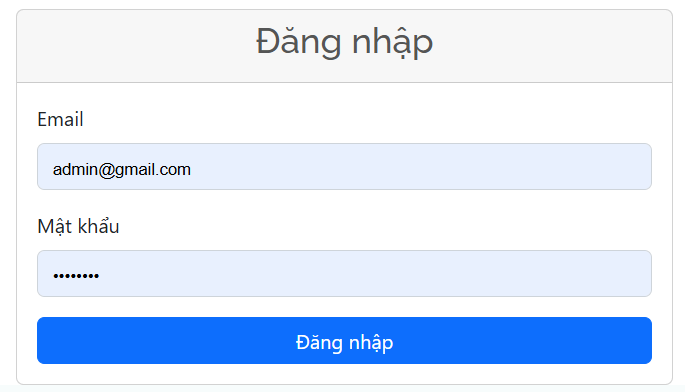 Đăng nhập
Email
admin@gmail.com
Mật khẩu
••••••••
Đăng nhập